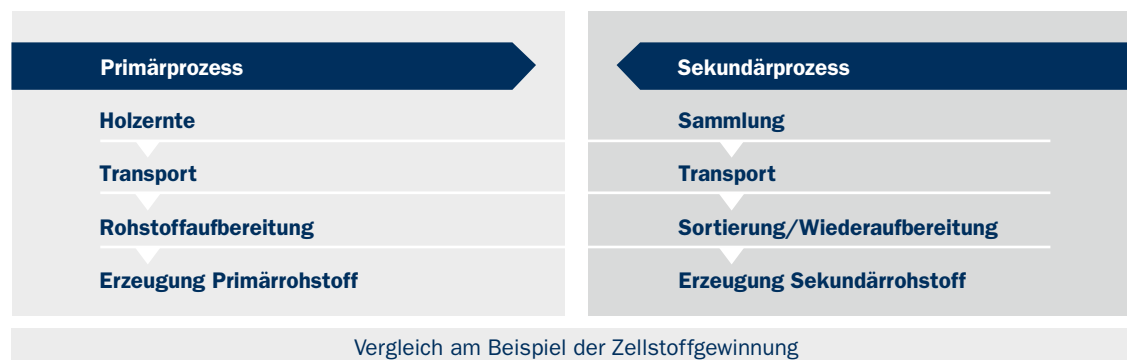 Primärprozess
Holzernte
Transport
Rohstoffaufbereitung
Erzeugung Primärrohstoff
Sekundärprozess
Sammlung
Transport
Sortierung/Wiederaufbereitung
Erzeugung Sekundärrohstoff
Vergleich am Beispiel der Zellstoffgewinnung